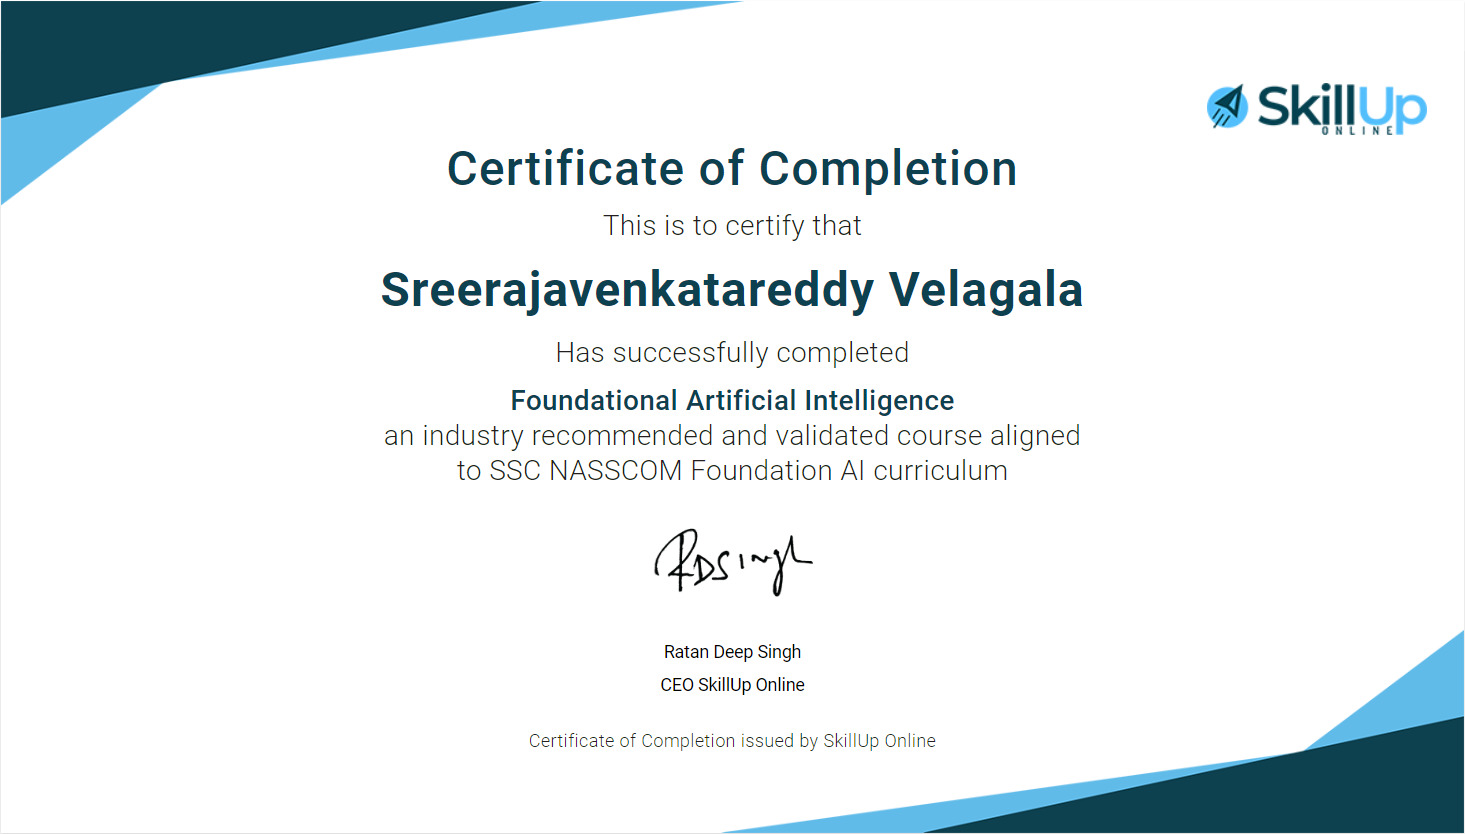 SkillUp
ONLINE
Certificate of Completion
This is to certify that
Sreerajavenkatareddy Velagala
Has successfully completed
Foundational Artificial Intelligence
an industry recommended and validated course aligned
to SSC NASSCOM Foundation AI curriculum
RDSingh
Ratan Deep Singh
CEO SkillUp Online
Certificate of Completion issued by SkillUp Online